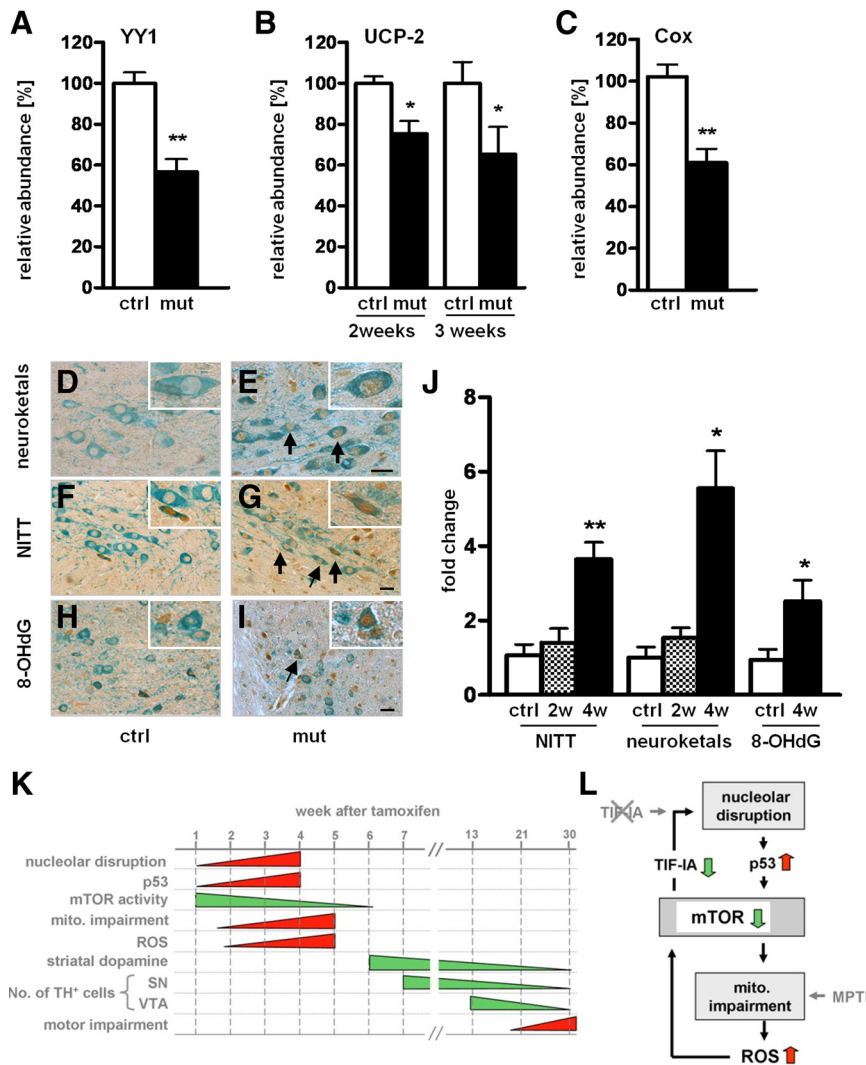 A
YY1
relative abundance [%]
120
100
80
60
40
20
0
**
ctrl mut
B
UCP-2
relative abundance [%]
120
100
80
60
40
20
0
*
*
ctrl mut ctrl mut
2weeks 3 weeks
C
Cox
relative abundance [%]
120
100
80
60
40
20
0
**
ctrl mut
neuroketals
D
E
NITT
F
G
8-OHdG
H
I
ctrl
mut
J
fold change
8
6
4
2
0
**
*
*
ctrl 2w 4w ctrl 2w 4w ctrl 4w
NITT neuroketals 8-OHdG
K
week after tamoxifen
1 2 3 4 5 6 7 // 13 21 30
nucleolar disruption
p53
mTOR activity
mito. impairment
ROS
striatal dopamine
No. of TH+ cells
SN
VTA
motor impairment
//
L
TIF-IA
nucleolar
disruption
TIF-IA
p53
mTOR
mito.
impairment
MPT
ROS